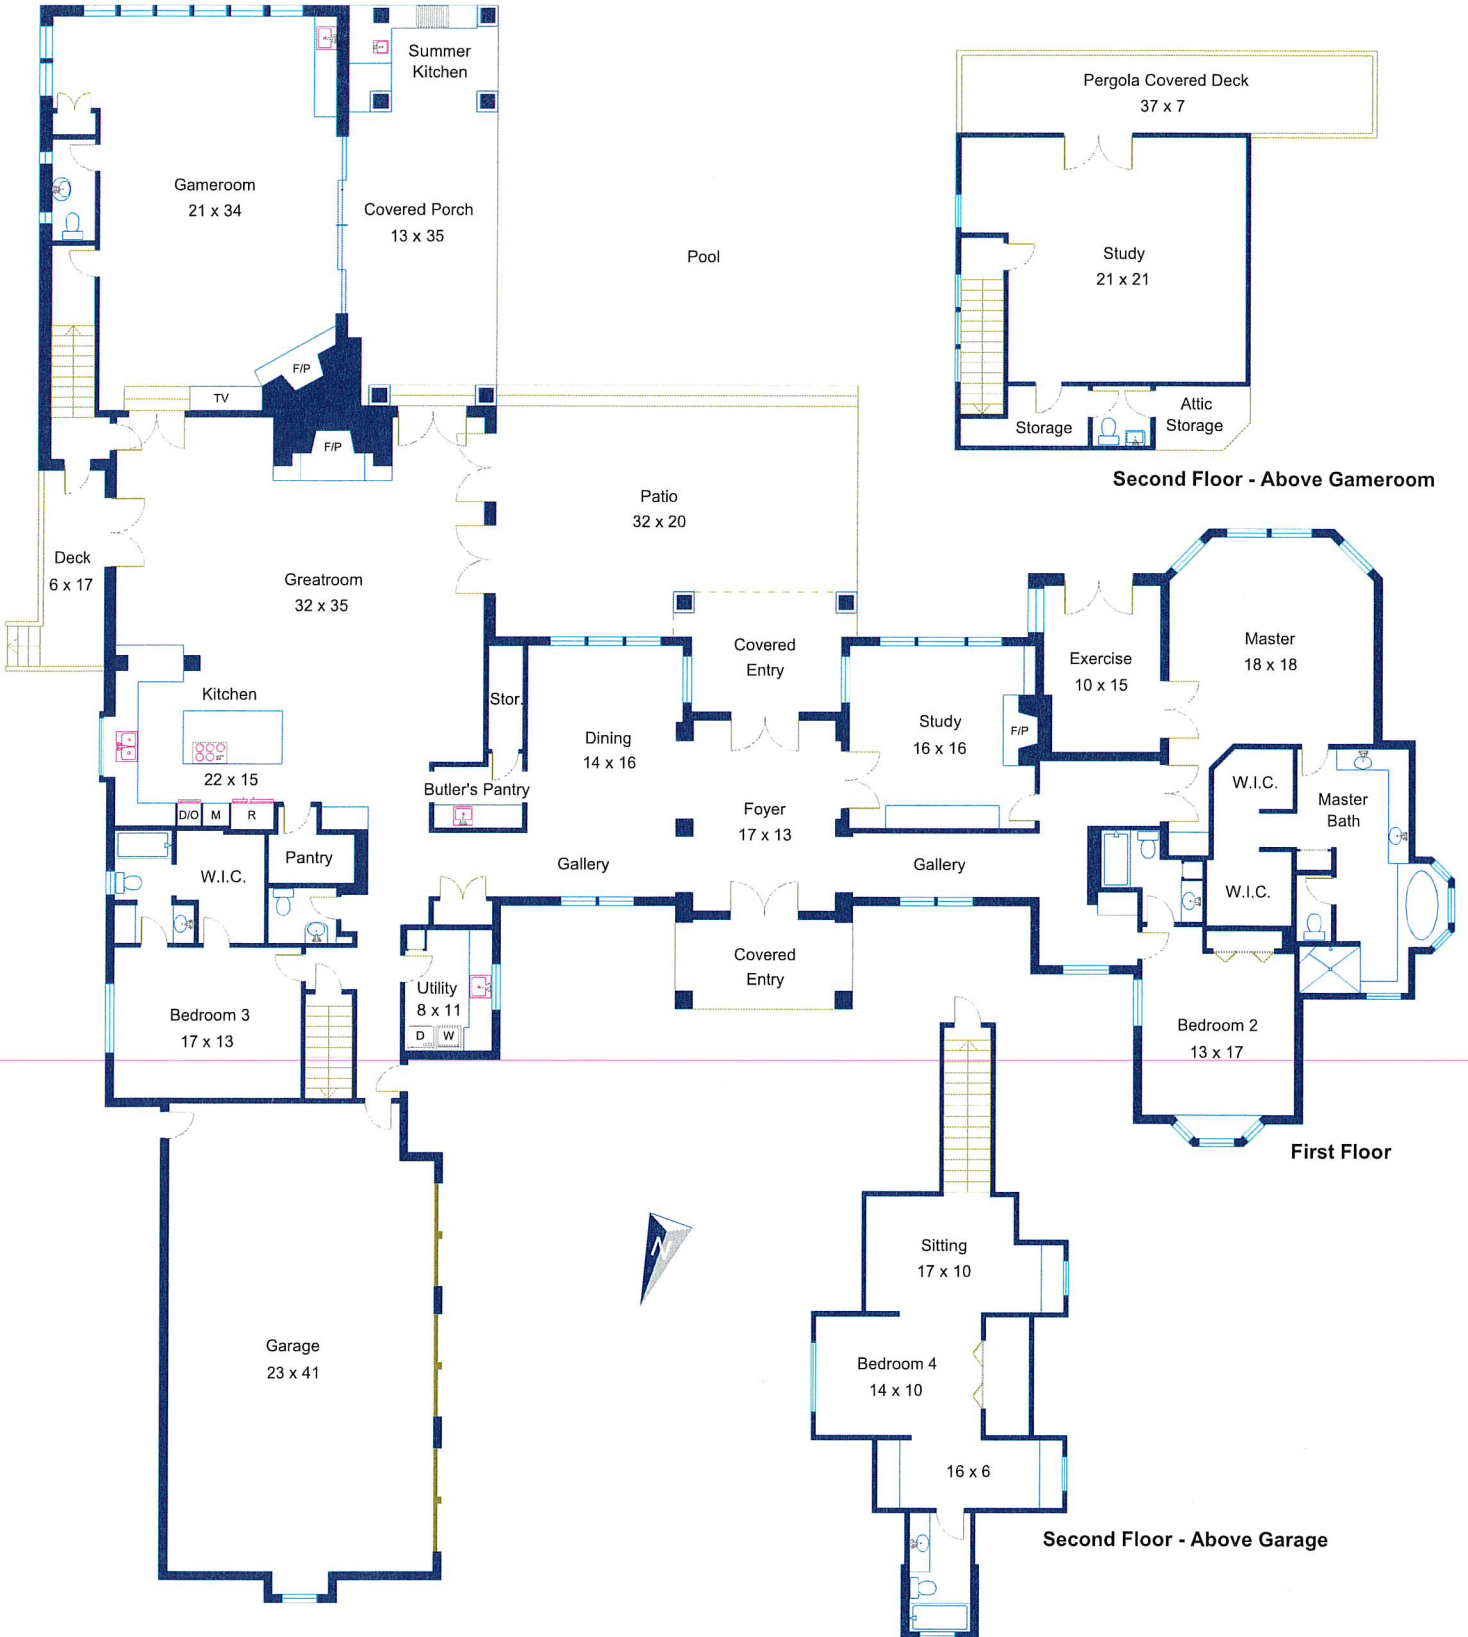 Summer
Kitchen
Pergola Covered Deck
37 x 7
Gameroom
21 x 34
Covered Porch
13 x 35
Pool
Study
21 x 21
F/P
TV
F/P
Storage
Attic
Storage
Second Floor - Above Gameroom
Patio
32 x 20
Deck
6 x 17
Greatroom
32 x 35
Covered
Entry
Exercise
10 x 15
Master
18 x 18
Kitchen
22 x 15
Stor.
Dining
14 x 16
Study
16 x 16
F/P
Butler's Pantry
D/O
M
R
Foyer
17 x 13
W.I.C.
Master
Bath
Pantry
W.I.C.
Gallery
Gallery
W.I.C.
Covered
Entry
Utility
8 x 11
D
W
Bedroom 3
17 x 13
Bedroom 2
13 x 17
First Floor
N
Sitting
17 x 10
Garage
23 x 41
Bedroom 4
14 x 10
16 x 6
Second Floor - Above Garage